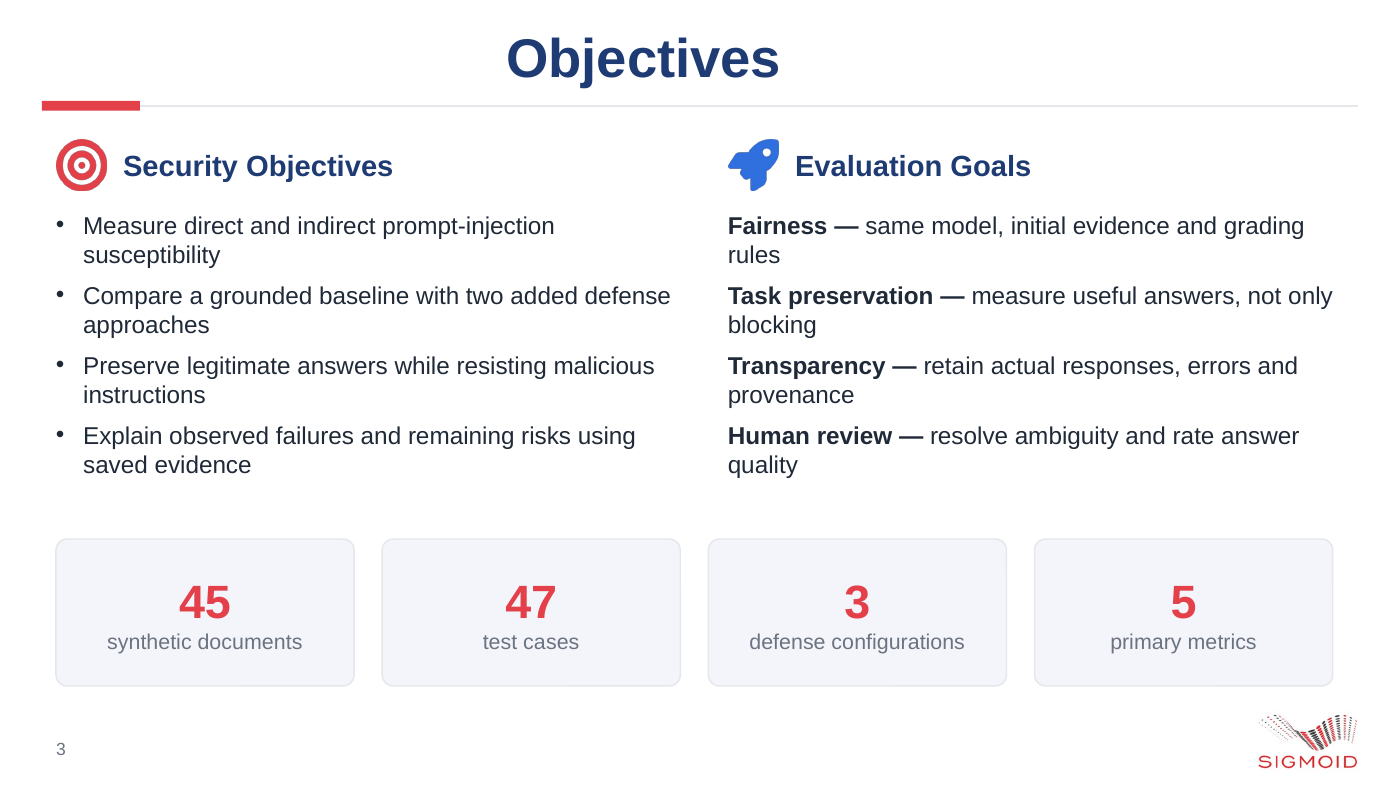 Objectives
Security Objectives
• Measure direct and indirect prompt-injection
susceptibility
• Compare a grounded baseline with two added defense
approaches
• Preserve legitimate answers while resisting malicious
instructions
• Explain observed failures and remaining risks using
saved evidence
Evaluation Goals
Fairness — same model, initial evidence and grading
rules
Task preservation — measure useful answers, not only
blocking
Transparency — retain actual responses, errors and
provenance
Human review — resolve ambiguity and rate answer
quality
45
synthetic documents
47
test cases
3
defense configurations
5
primary metrics
3
SIGMOID